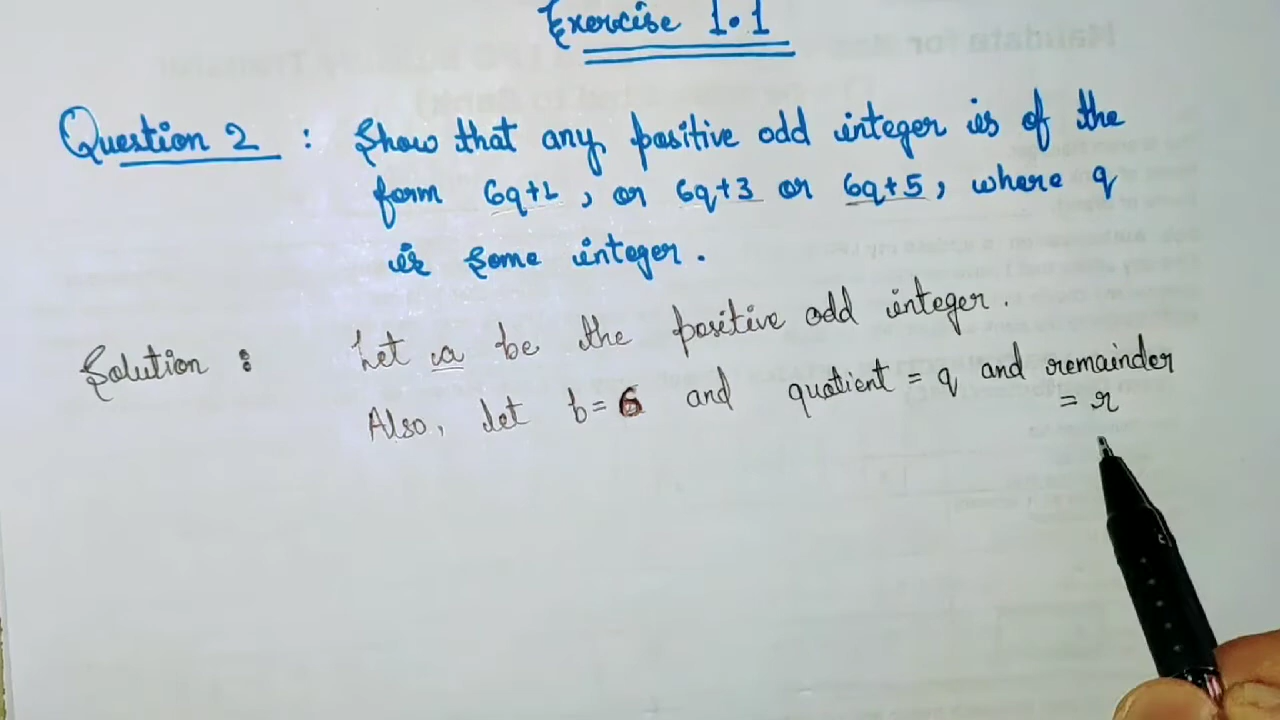 Exercise 1.1
Question 2 : Show that any positive odd integer is of the
form 6q+1, or 6q+3 or 6q+5, where q
is some integer.
Solution : Let a be the positive odd integer.
Also, let b=6 and quotient = q and remainder
= r